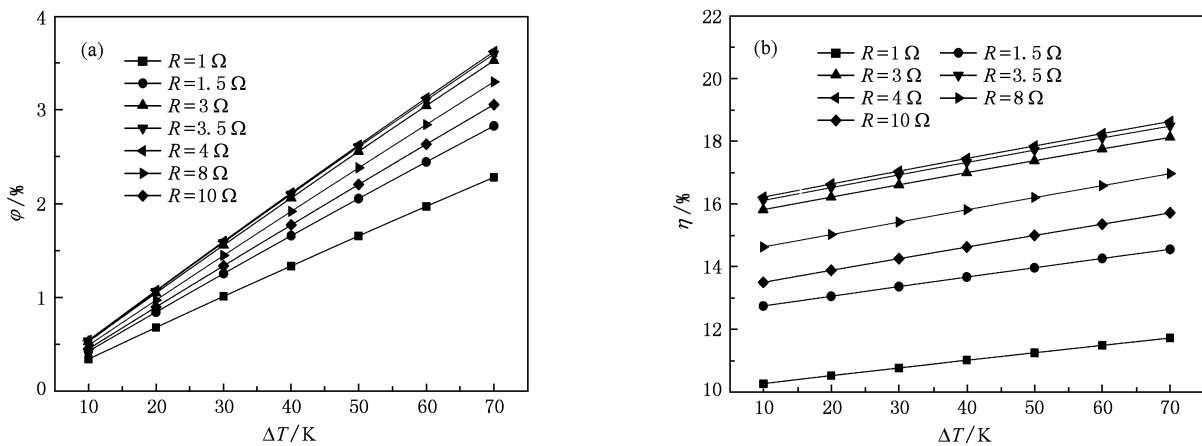 (a)
R=1 Ω
R=1.5 Ω
R=3 Ω
R=3.5 Ω
R=4 Ω
R=8 Ω
R=10 Ω
4
3
2
1
0
φ/%
10 20 30 40 50 60 70
ΔT/K
(b)
R=1 Ω R=1.5 Ω
R=3 Ω R=3.5 Ω
R=4 Ω R=8 Ω
R=10 Ω
22
20
18
16
14
12
10
η/%
10 20 30 40 50 60 70
ΔT/K